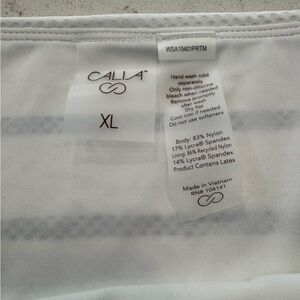 CALIA™
XL
WSA15401PRTM
Hand wash cold
separately
Only non-chlorine
bleach when needed
Remove promptly
after wash
Dry flat
Cool iron if needed
Do not use softeners
Body: 83% Nylon
17% Lycra® Spandex
Lining: 86% Recycled Nylon
14% Lycra® Spandex
Product Contains Latex
Made in Vietnam
RN# 104141